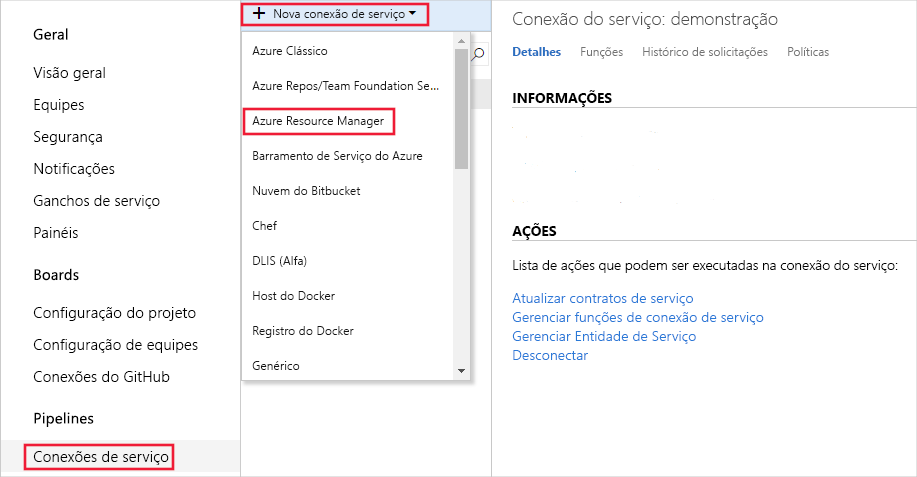 Geral
Visão geral
Equipes
Segurança
Notificações
Ganchos de serviço
Painéis
Boards
Configuração do projeto
Configuração de equipes
Conexões do GitHub
Pipelines
Conexões de serviço
+ Nova conexão de serviço
Azure Clássico
Azure Repos/Team Foundation Se...
Azure Resource Manager
Barramento de Serviço do Azure
Nuvem do Bitbucket
Chef
DLIS (Alfa)
Host do Docker
Registro do Docker
Genérico
Conexão do serviço: demonstração
Detalhes Funções Histórico de solicitações Políticas
INFORMAÇÕES
AÇÕES
Lista de ações que podem ser executadas na conexão do serviço:
Atualizar contratos de serviço
Gerenciar funções de conexão de serviço
Gerenciar Entidade de Serviço
Desconectar